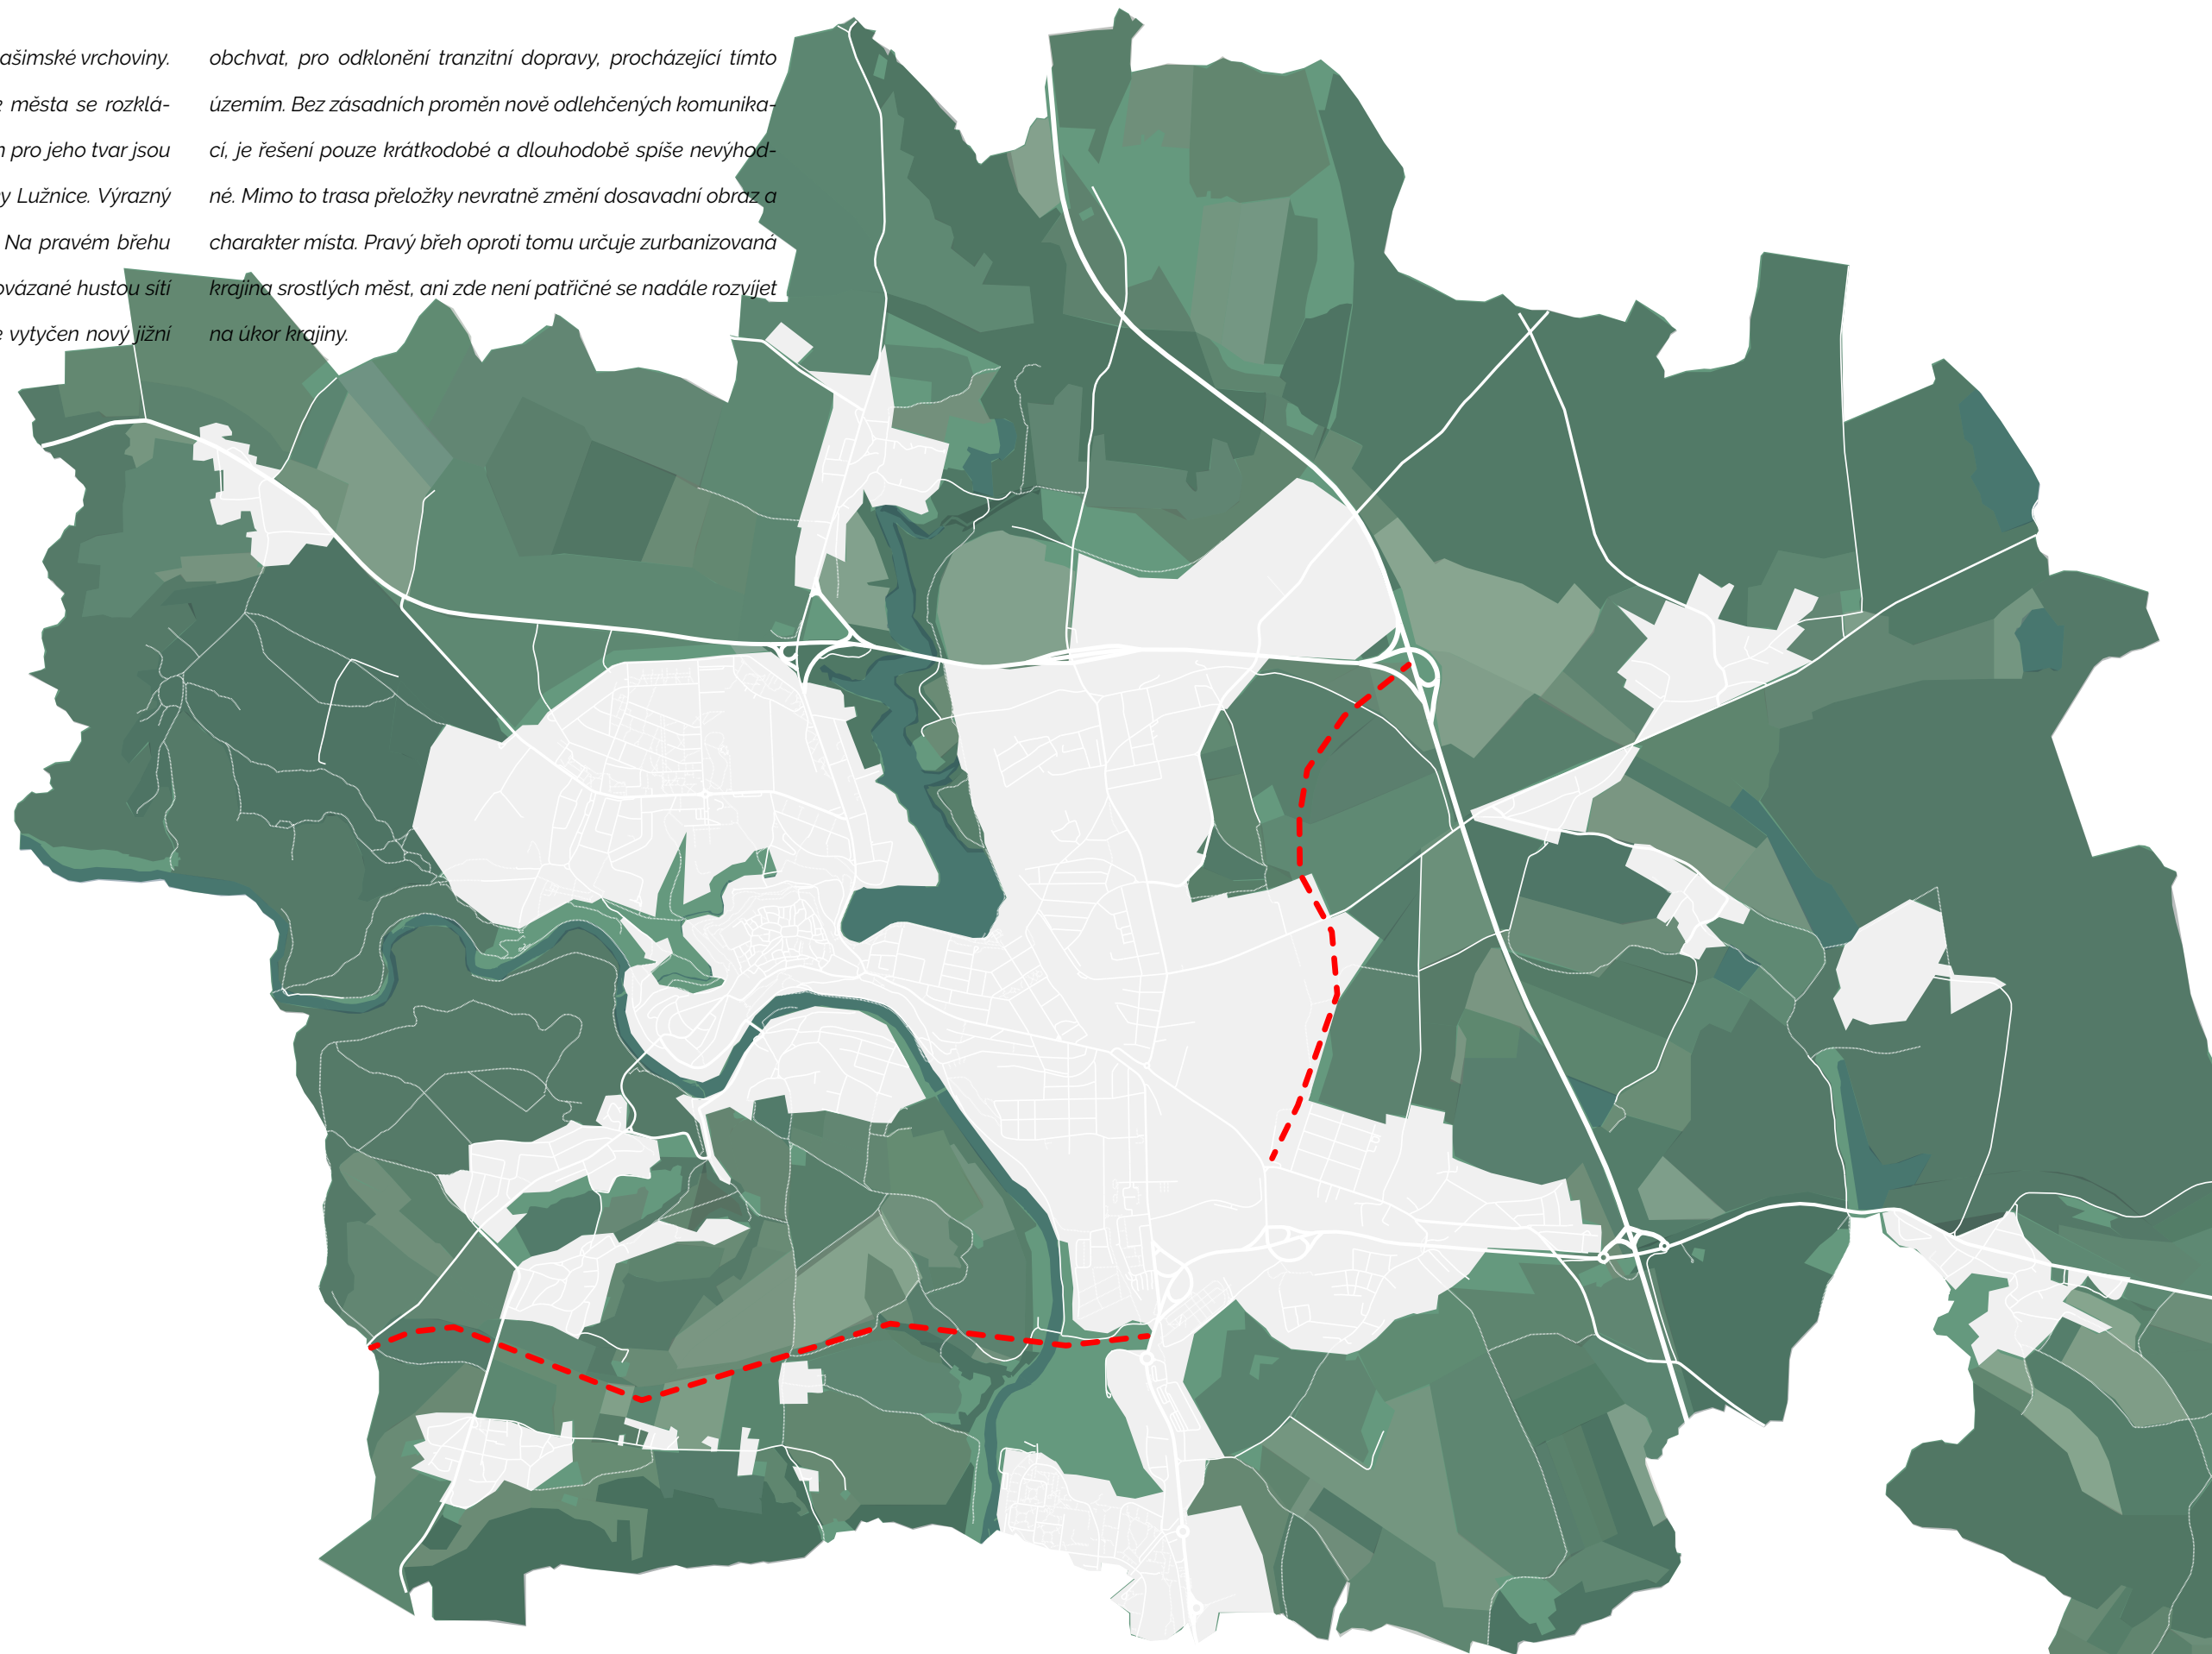 ašimské vrchoviny.
města se rozklá-
pro jeho tvar jsou
y Lužnice. Výrazný
Na pravém břehu
ovázané hustou sítí
e vytyčen nový jižní
obchvat, pro odklonění tranzitní dopravy, procházející tímto
územím. Bez zásadních proměn nově odlehčených komunika-
cí, je řešení pouze krátkodobé a dlouhodobě spíše nevýhod-
né. Mimo to trasa přeložky nevratně změní dosavadní obraz a
charakter místa. Pravý břeh oproti tomu určuje zurbanizovaná
krajina srostlých měst, ani zde není patřičné se nadále rozvíjet
na úkor krajiny.